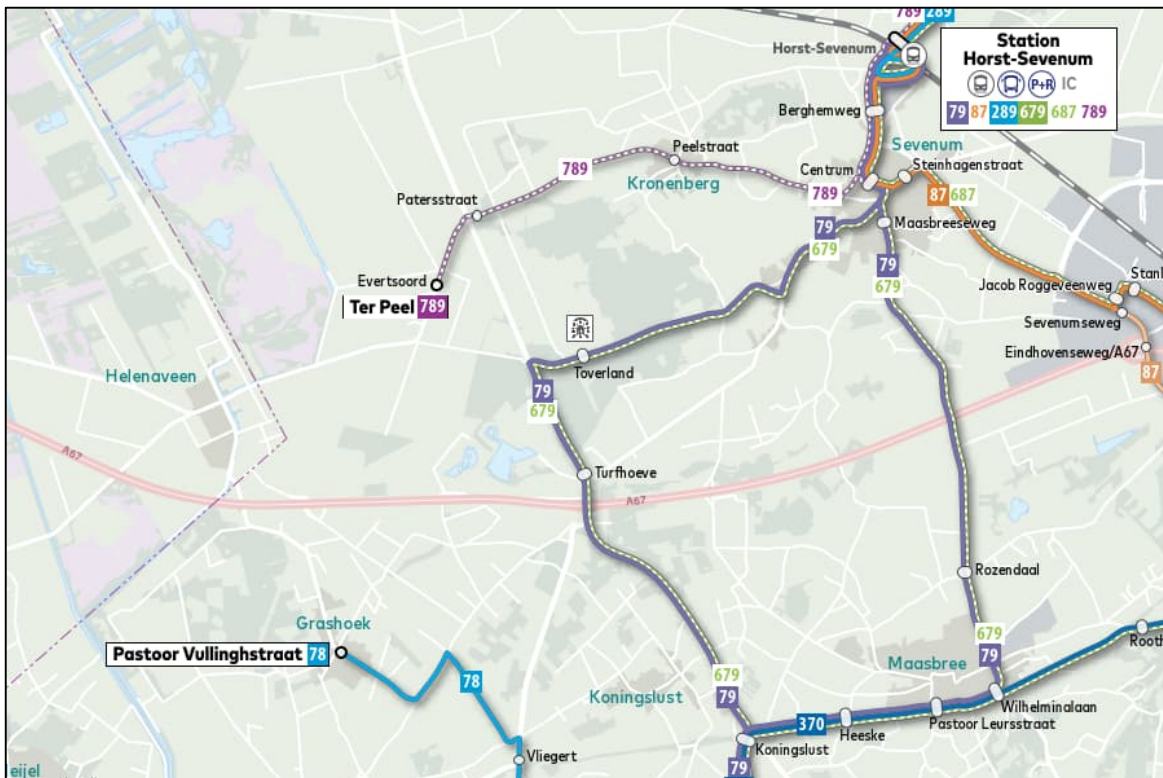 789 289
Horst-Sevenum
Station
Horst-Sevenum
P+R IC
79 87 289 679 687 789
Berghemweg
Sevenum
Peelstraat
Steinhagenstraat
789
Centrum
Kronenberg
789
87 687
Patersstraat
79
679
Maasbreeseweg
79
679
Evertsoord
Ter Peel 789
Jacob Roggeveenweg
Sevenumseweg
Eindhovenseweg/A67
87
Toverland
Helenaveen
79
679
A67
Turfhoeve
A67
Rozendaal
Grashoek
Pastoor Vullinghstraat 78
78
679
79
Rooth
Maasbree
679
79
Koningslust
Wilhelminalaan
Pastoor Leursstraat
370
Heeske
Koningslust
Vliegert
79